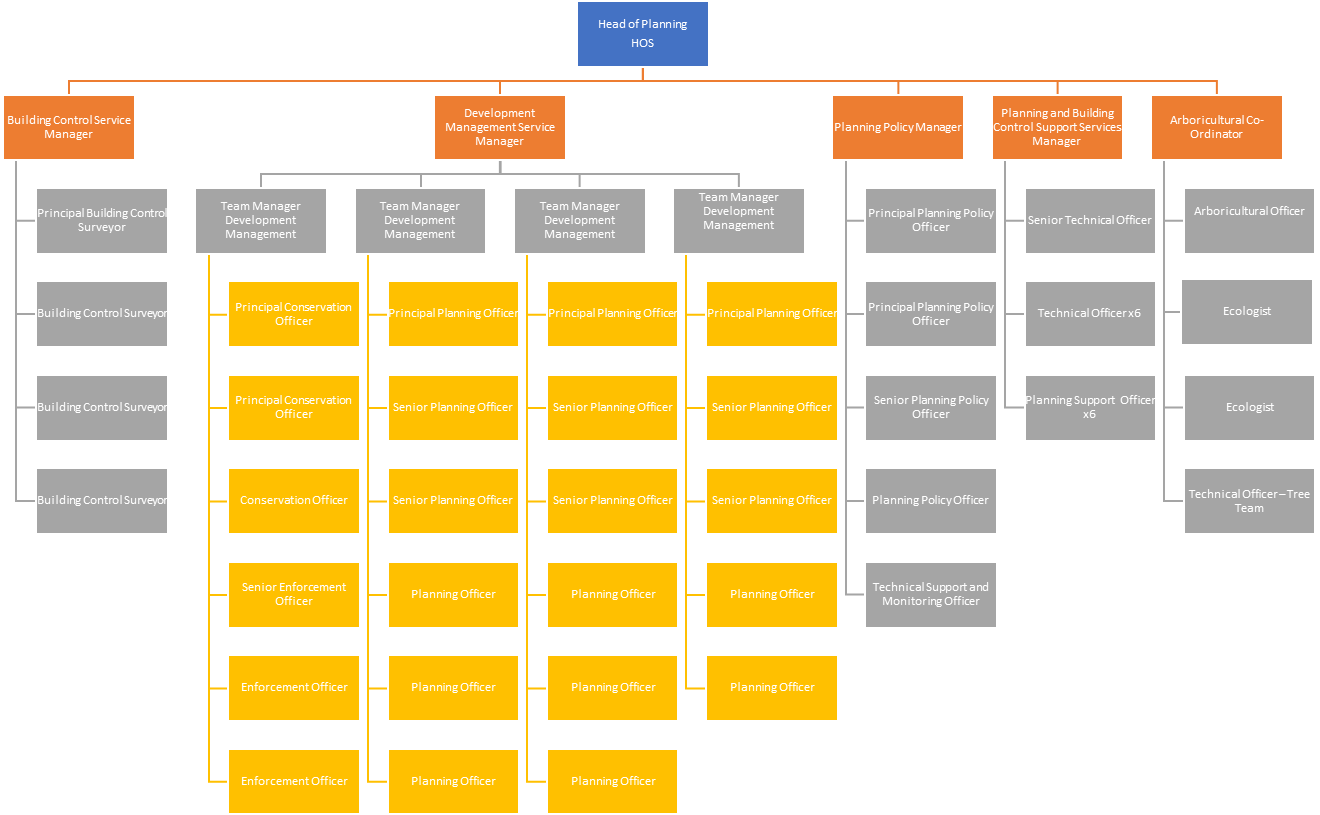 Head of Planning
HOS
Building Control Service
Manager
Development
Management Service
Manager
Planning Policy Manager
Planning and Building
Control Support Services
Manager
Arboricultural Co-
Ordinator
Principal Building Control
Surveyor
Building Control Surveyor
Building Control Surveyor
Building Control Surveyor
Team Manager
Development
Management
Principal Conservation
Officer
Principal Conservation
Officer
Conservation Officer
Senior Enforcement
Officer
Enforcement Officer
Enforcement Officer
Team Manager
Development
Management
Principal Planning Officer
Senior Planning Officer
Senior Planning Officer
Planning Officer
Planning Officer
Planning Officer
Team Manager
Development
Management
Principal Planning Officer
Senior Planning Officer
Senior Planning Officer
Planning Officer
Planning Officer
Planning Officer
Team Manager
Development
Management
Principal Planning Officer
Senior Planning Officer
Senior Planning Officer
Planning Officer
Planning Officer
Principal Planning Policy
Officer
Principal Planning Policy
Officer
Senior Planning Policy
Officer
Planning Policy Officer
Technical Support and
Monitoring Officer
Senior Technical Officer
Technical Officer x6
Planning Support Officer
x6
Arboricultural Officer
Ecologist
Ecologist
Technical Officer – Tree
Team